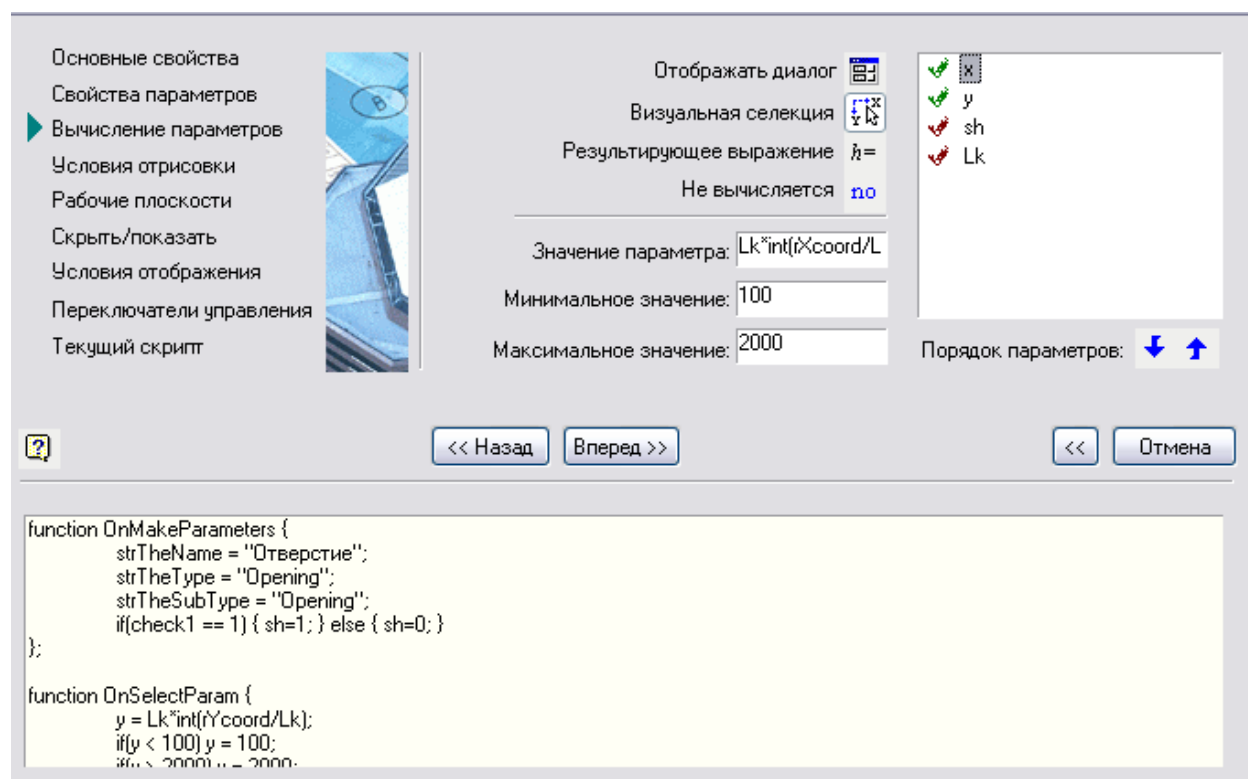 Основные свойства
Свойства параметров
Вычисление параметров
Условия отрисовки
Рабочие плоскости
Скрыть/показать
Условия отображения
Переключатели управления
Текущий скрипт
Отображать диалог
Визуальная селекция
Результирующее выражение h=
Не вычисляется no
Значение параметра: Lk*int(rXcoord/L
Минимальное значение: 100
Максимальное значение: 2000
x
y
sh
Lk
Порядок параметров:
<< Назад
Вперед >>
<<
Отмена
function OnMakeParameters {
strTheName = "Отверстие";
strTheType = "Opening";
strTheSubType = "Opening";
if(check1 == 1) { sh=1; } else { sh=0; }
};
function OnSelectParam {
y = Lk*int(rYcoord/Lk);
if(y < 100) y = 100;
if(y > 2000) y = 2000;